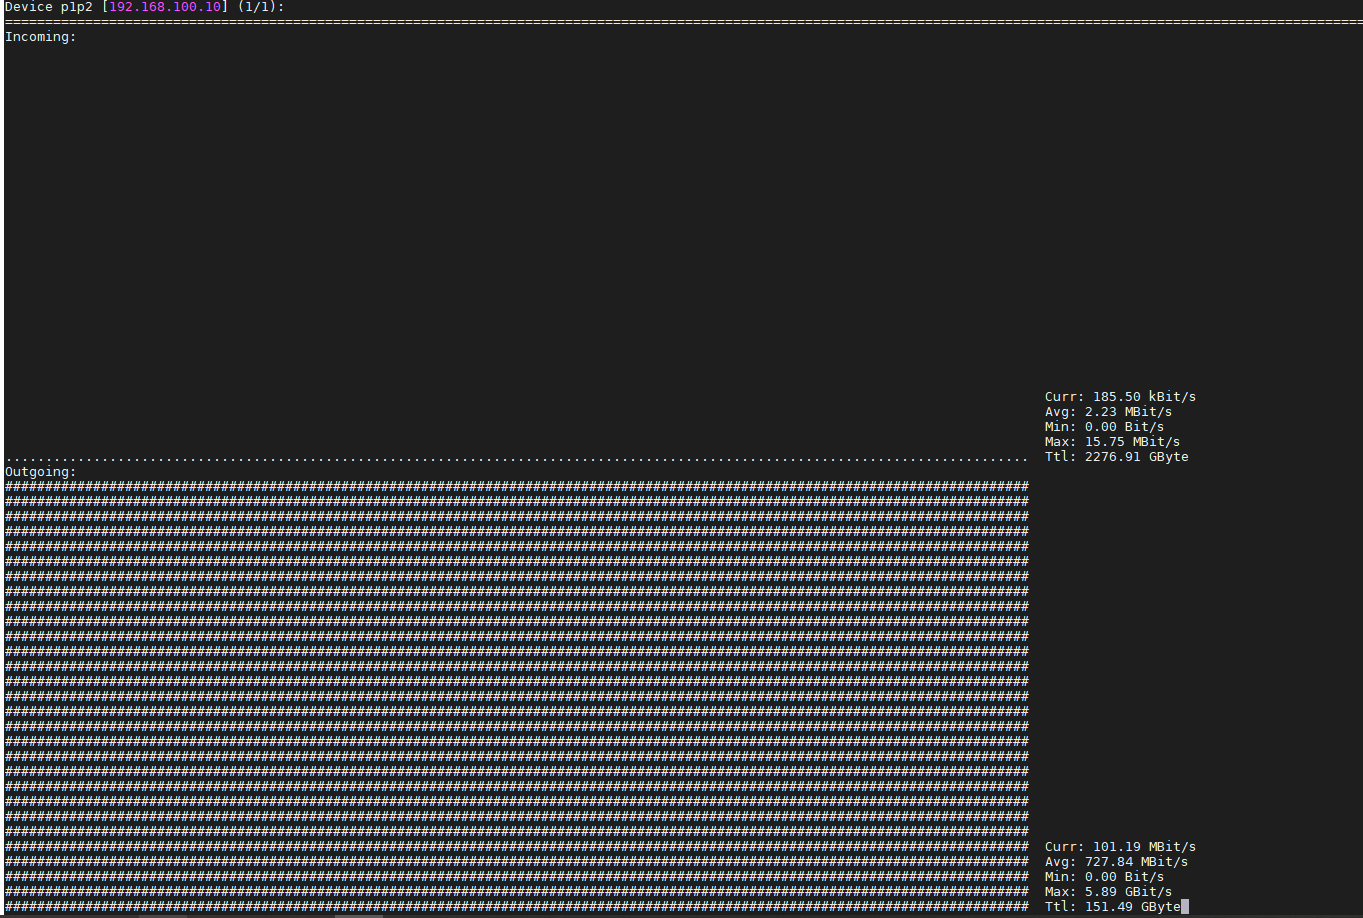 Device p1p2 [192.168.100.10] (1/1):
Incoming:
Curr: 185.50 kBit/s
Avg: 2.23 MBit/s
Min: 0.00 Bit/s
Max: 15.75 MBit/s
Ttl: 2276.91 GByte
Outgoing:
Curr: 101.19 MBit/s
Avg: 727.84 MBit/s
Min: 0.00 Bit/s
Max: 5.89 GBit/s
Ttl: 151.49 GByte